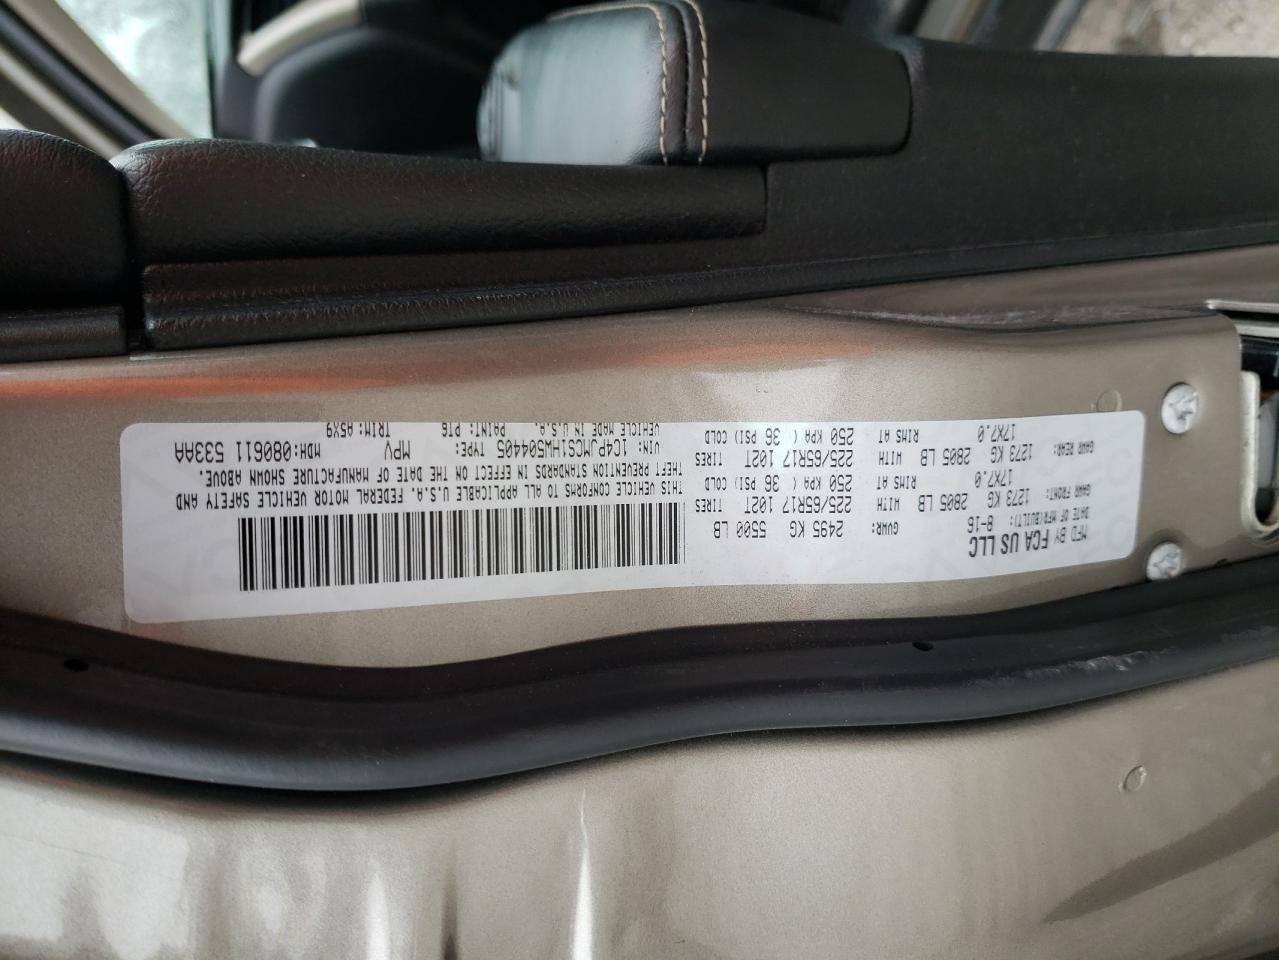 MFD BY FCA US LLC
DATE OF MFR(BUILT): 8-16
GVWR: 2495 KG 5500 LB
GAWR FRONT: 1273 KG 2805 LB WITH TIRES 225/65R17 102T
17X7.0 RIMS AT 250 KPA ( 36 PSI) COLD
GAWR REAR: 1273 KG 2805 LB WITH TIRES 225/65R17 102T
17X7.0 RIMS AT 250 KPA ( 36 PSI) COLD
THIS VEHICLE CONFORMS TO ALL APPLICABLE U.S.A. FEDERAL MOTOR VEHICLE SAFETY AND
THEFT PREVENTION STANDARDS IN EFFECT ON THE DATE OF MANUFACTURE SHOWN ABOVE.
VIN: 1C4PJMCS1HW504405 TYPE: MPV MDH: 080611 533AA
VEHICLE MADE IN U.S.A. PAINT: PTG TRIM: A5X9